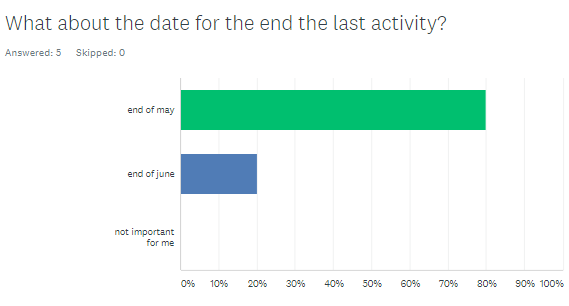 What about the date for the end the last activity?
Answered: 5 Skipped: 0
end of may
end of june
not important
for me
0% 10% 20% 30% 40% 50% 60% 70% 80% 90% 100%